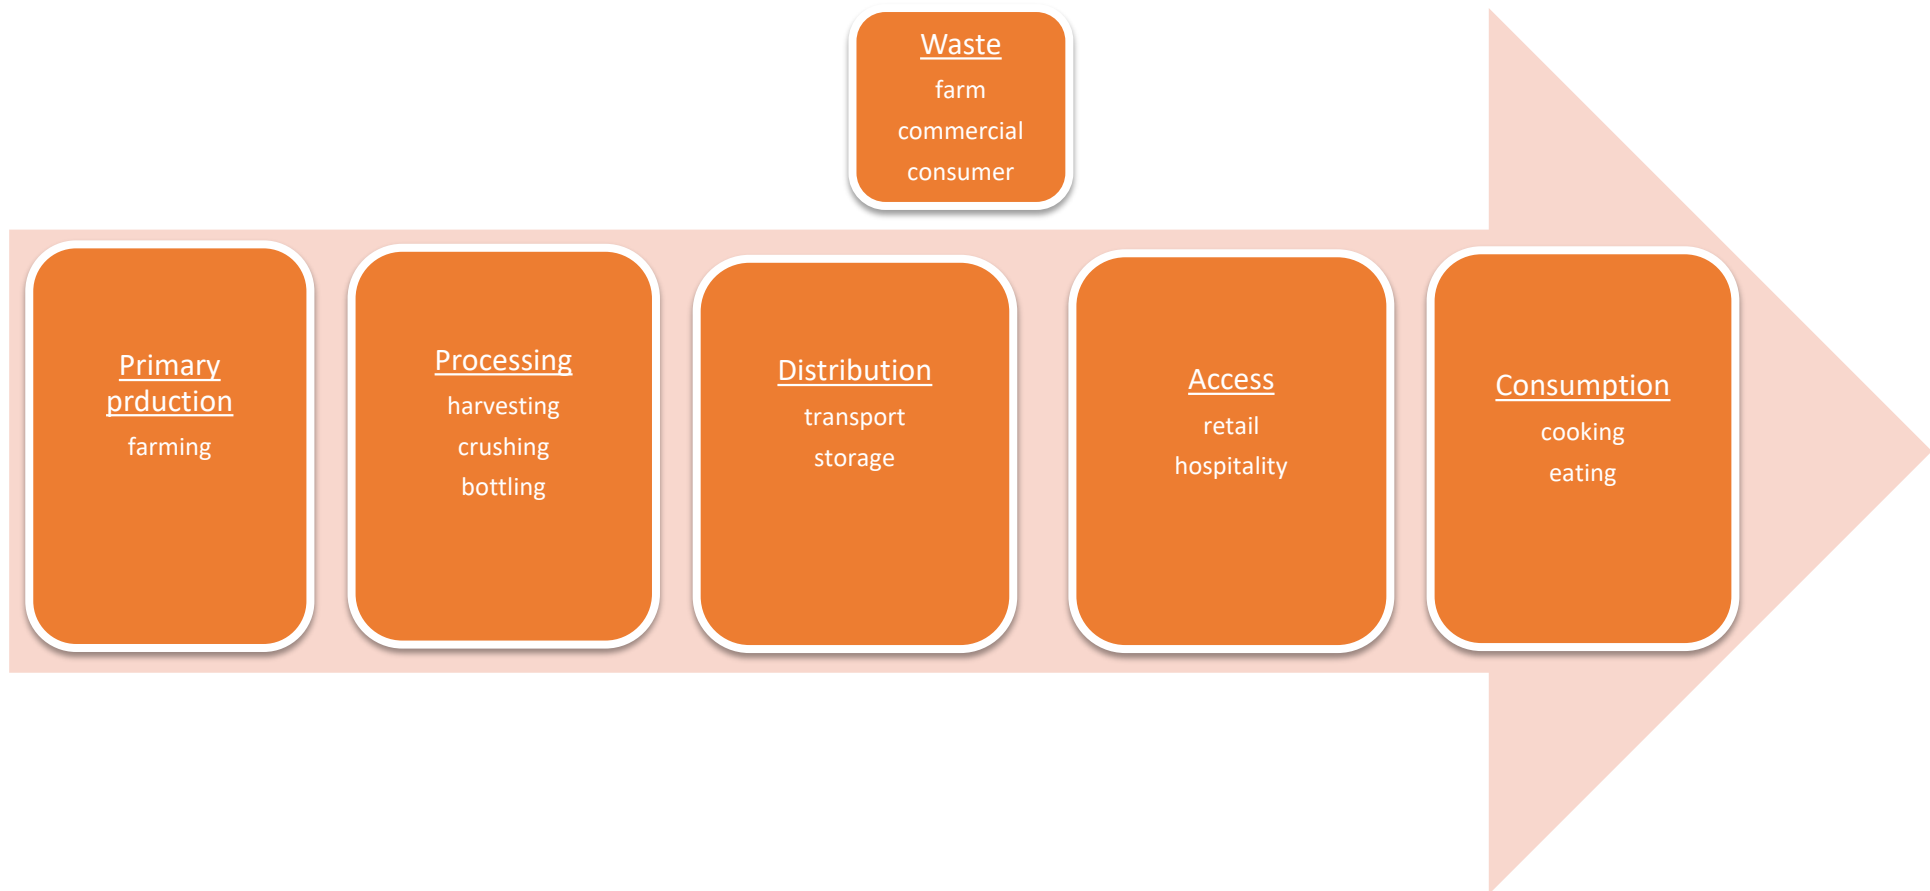 Waste
farm
commercial
consumer
Primary
prduction
farming
Processing
harvesting
crushing
bottling
Distribution
transport
storage
Access
retail
hospitality
Consumption
cooking
eating